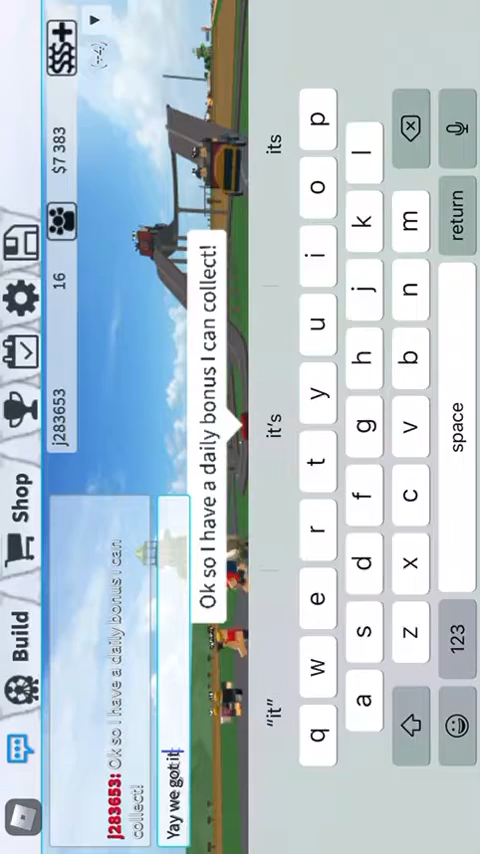 Build
Shop
j283653
16
$7 383
(--4)
j283653: Ok so I have a daily bonus I can
collect!
Yay we got it
Ok so I have a daily bonus I can collect!
“it”
it's
its
q w e r t y u i o p
a s d f g h j k l
z x c v b n m
123
space
return